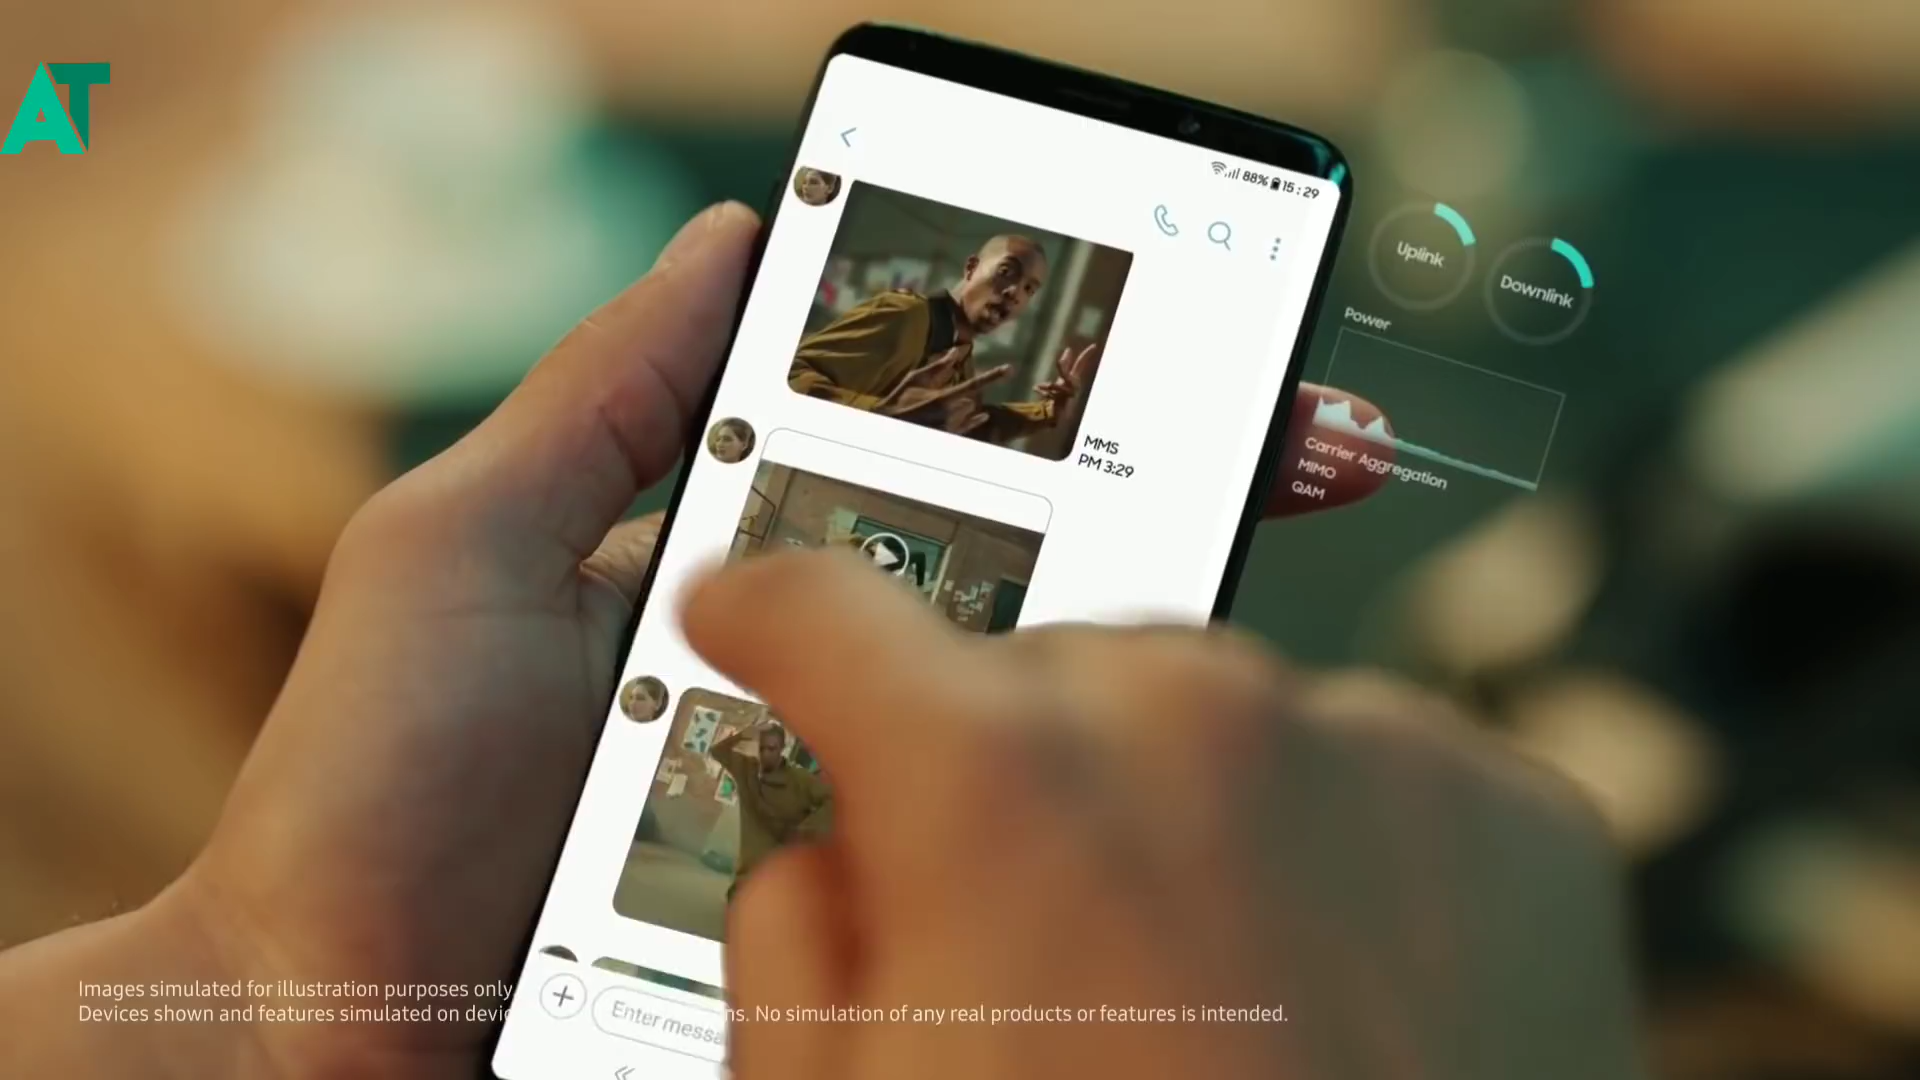 AT
88% 15:29
Uplink
Downlink
Power
MMS
PM 3:29
Carrier Aggregation
MIMO
QAM
Enter messa
Images simulated for illustration purposes only
Devices shown and features simulated on ns. No simulation of any real products or features is intended.